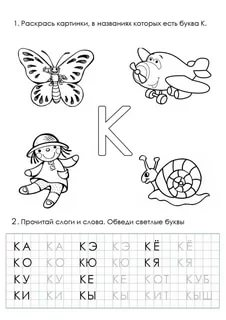 1. Раскрась картинки, в названиях которых есть буква К.
К
2. Прочитай слоги и слова. Обведи светлые буквы
КА КА КЭ КЭ КЁ КЁ
КО КО КЮ КЮ КЯ КЯ
КУ КУ КЕ КЕ КОТ КУБ
КИ КИ КЫ КЫ КИТ КЫШ